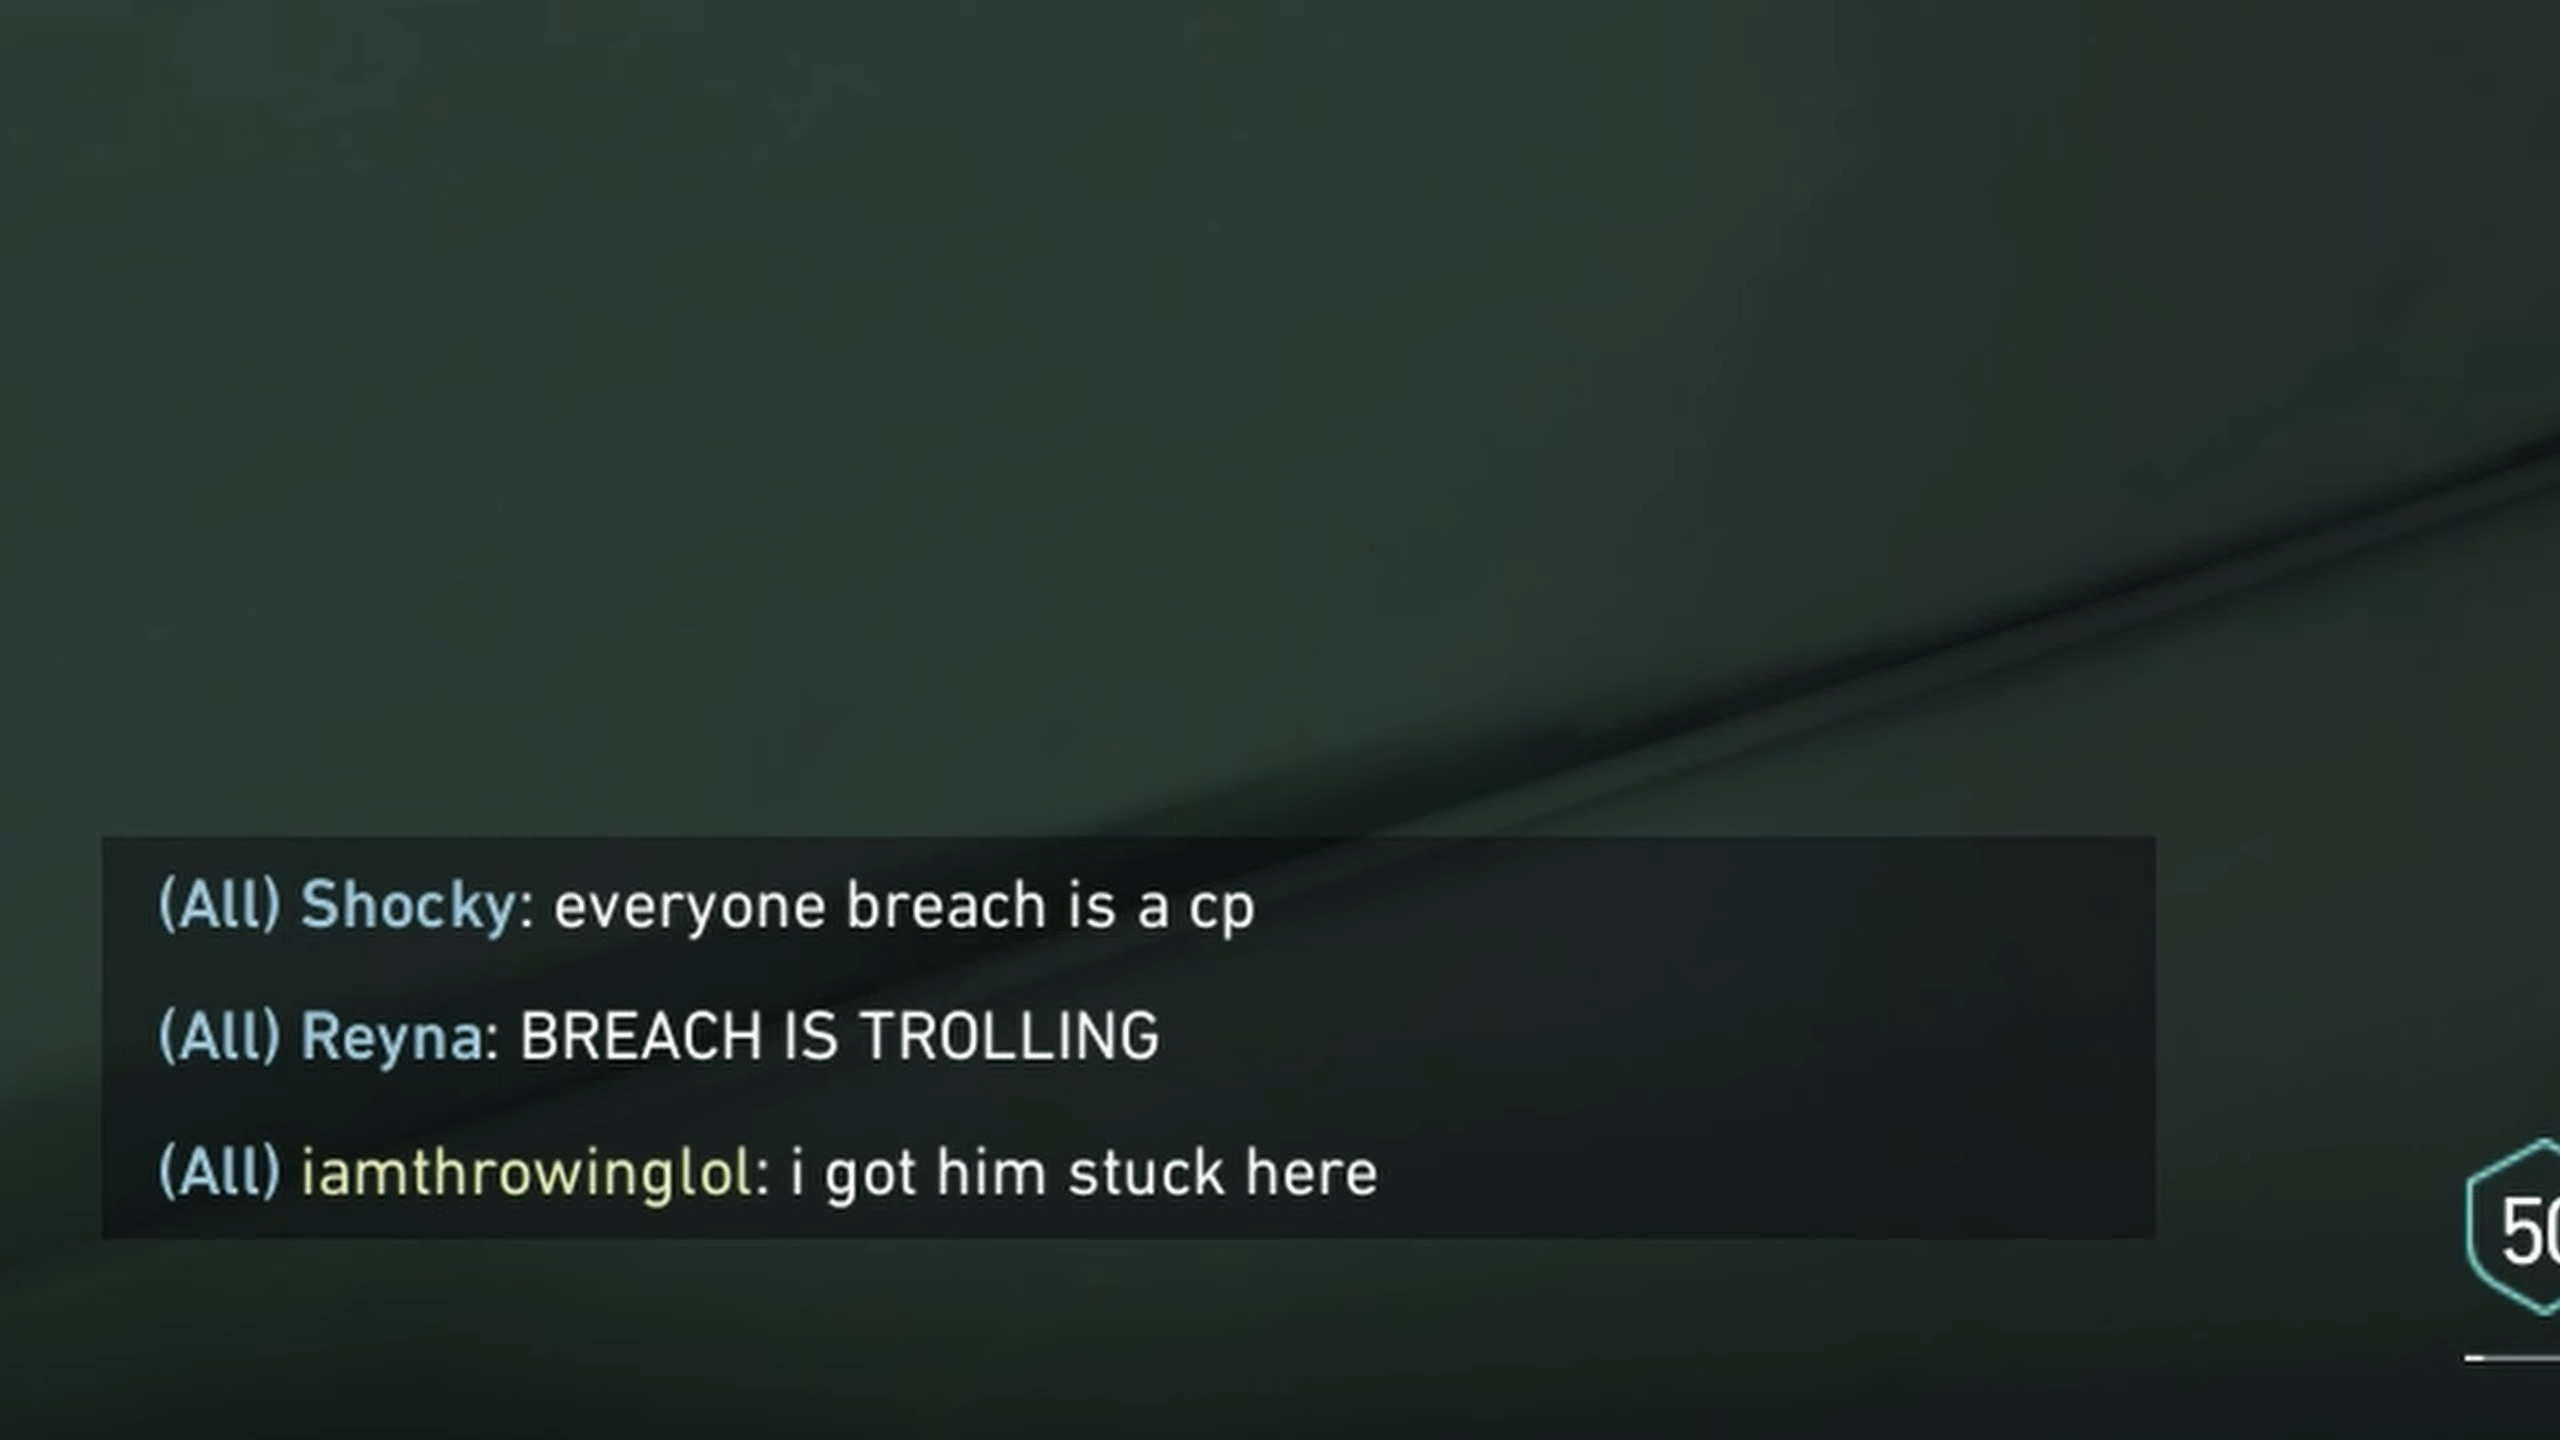 (All) Shocky: everyone breach is a cp
(All) Reyna: BREACH IS TROLLING
(All) iamthrowinglol: i got him stuck here